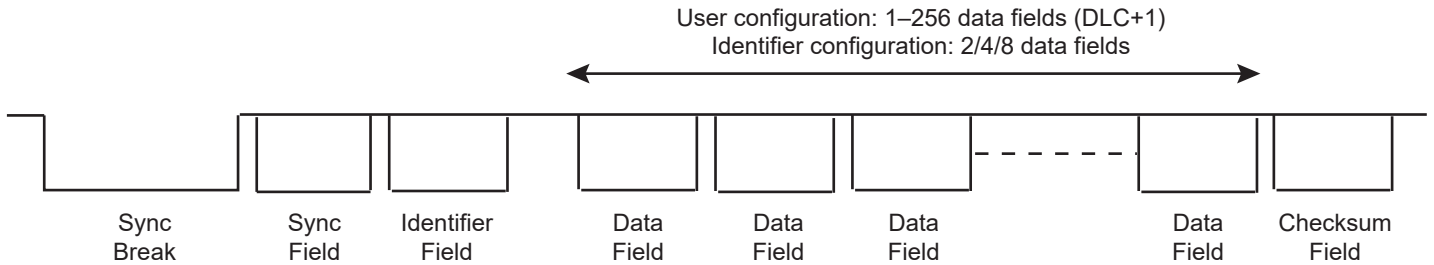 User configuration: 1–256 data fields (DLC+1)
Identifier configuration: 2/4/8 data fields
Sync Break
Sync Field
Identifier Field
Data Field
Data Field
Data Field
Data Field
Checksum Field